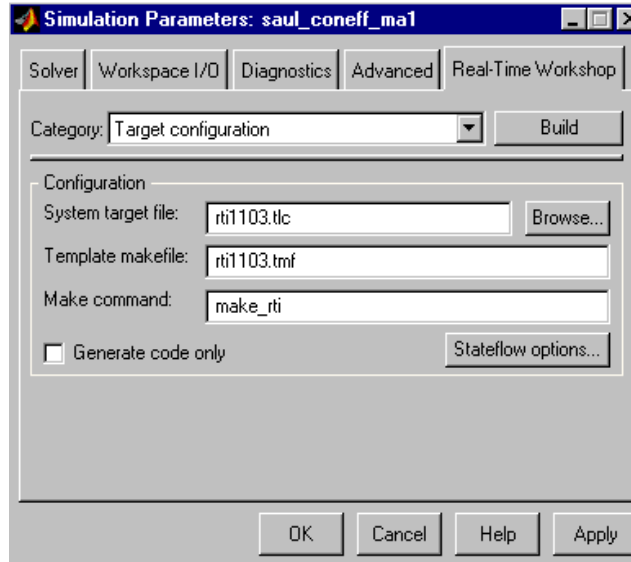 Simulation Parameters: saul_coneff_ma1
Solver Workspace I/O Diagnostics Advanced Real-Time Workshop
Category: Target configuration Build
Configuration
System target file: rti1103.tlc Browse...
Template makefile: rti1103.tmf
Make command: make_rti
Generate code only Stateflow options...
OK Cancel Help Apply